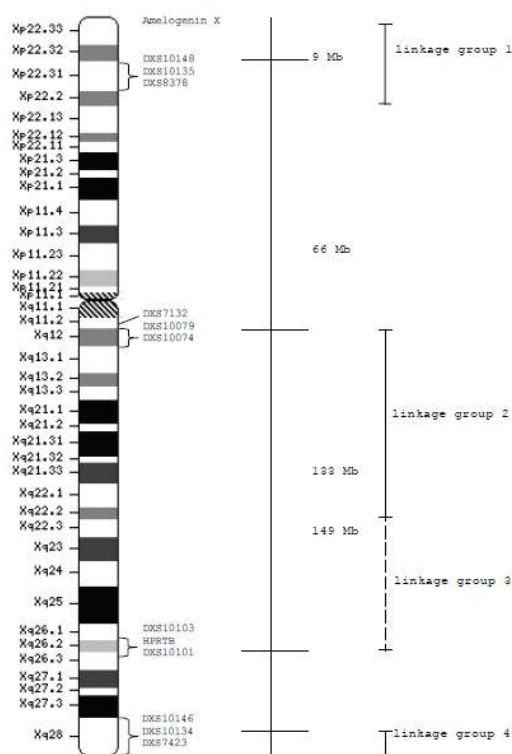 Xp22.33
Xp22.32
Xp22.31
Xp22.2
Xp22.13
Xp22.12
Xp22.11
Xp21.3
Xp21.2
Xp21.1
Xp11.4
Xp11.3
Xp11.23
Xp11.22
Xp11.21
Xp11.1
Xq11.1
Xq11.2
Xq12
Xq13.1
Xq13.2
Xq13.3
Xq21.1
Xq21.2
Xq21.31
Xq21.32
Xq21.33
Xq22.1
Xq22.2
Xq22.3
Xq23
Xq24
Xq25
Xq26.1
Xq26.2
Xq26.3
Xq27.1
Xq27.2
Xq27.3
Xq28
Amelogenin X
DXS10148
DXS10135
DXS8378
DXS7132
DXS10079
DXS10074
DXS10103
HPRTB
DXS10101
DXS10146
DXS10134
DXS7423
9 Mb
66 Mb
133 Mb
149 Mb
linkage group 1
linkage group 2
linkage group 3
linkage group 4